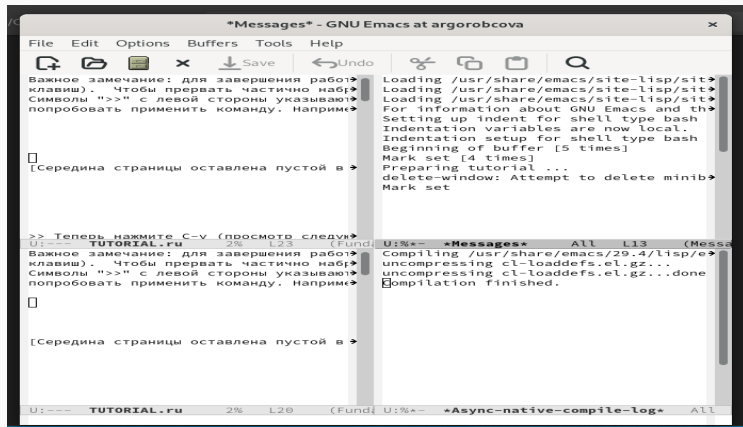 *Messages* - GNU Emacs at argorobcova
File Edit Options Buffers Tools Help
Save Undo
Важное замечание: для завершения работ
клавиш). Чтобы прервать частично набр
Символы ">>" с левой стороны указывают
попробовать применить команду. Наприме
[Середина страницы оставлена пустой в
>> Теперь нажмите C-v (просмотр следую
U:--- TUTORIAL.ru 2% L23 (Funda
Loading /usr/share/emacs/site-lisp/sit
Loading /usr/share/emacs/site-lisp/sit
Loading /usr/share/emacs/site-lisp/sit
For information about GNU Emacs and th
Setting up indent for shell type bash
Indentation variables are now local.
Indentation setup for shell type bash
Beginning of buffer [5 times]
Mark set [4 times]
Preparing tutorial ...
delete-window: Attempt to delete minib
Mark set
U:%*- *Messages* All L13 (Messa
Важное замечание: для завершения работ
клавиш). Чтобы прервать частично набр
Символы ">>" с левой стороны указывают
попробовать применить команду. Наприме
[Середина страницы оставлена пустой в
U:--- TUTORIAL.ru 2% L20 (Funda
Compiling /usr/share/emacs/29.4/lisp/e
uncompressing cl-loaddefs.el.gz...
uncompressing cl-loaddefs.el.gz...done
Compilation finished.
U:%*- *Async-native-compile-log* All